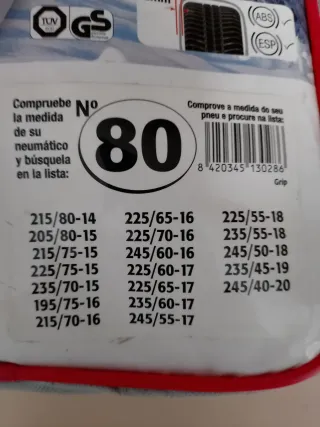 TÜV
GS
ABS
ESP
Compruebe
la medida
de su
neumático
y búsquela
en la lista:
Nº
80
Comprove a medida do seu
pneu e procure na lista:
8 420345 130286
Grip
215/80-14
205/80-15
215/75-15
225/75-15
235/70-15
195/75-16
215/70-16
225/65-16
225/70-16
245/60-16
225/60-17
225/65-17
235/60-17
245/55-17
225/55-18
235/55-18
245/50-18
235/45-19
245/40-20